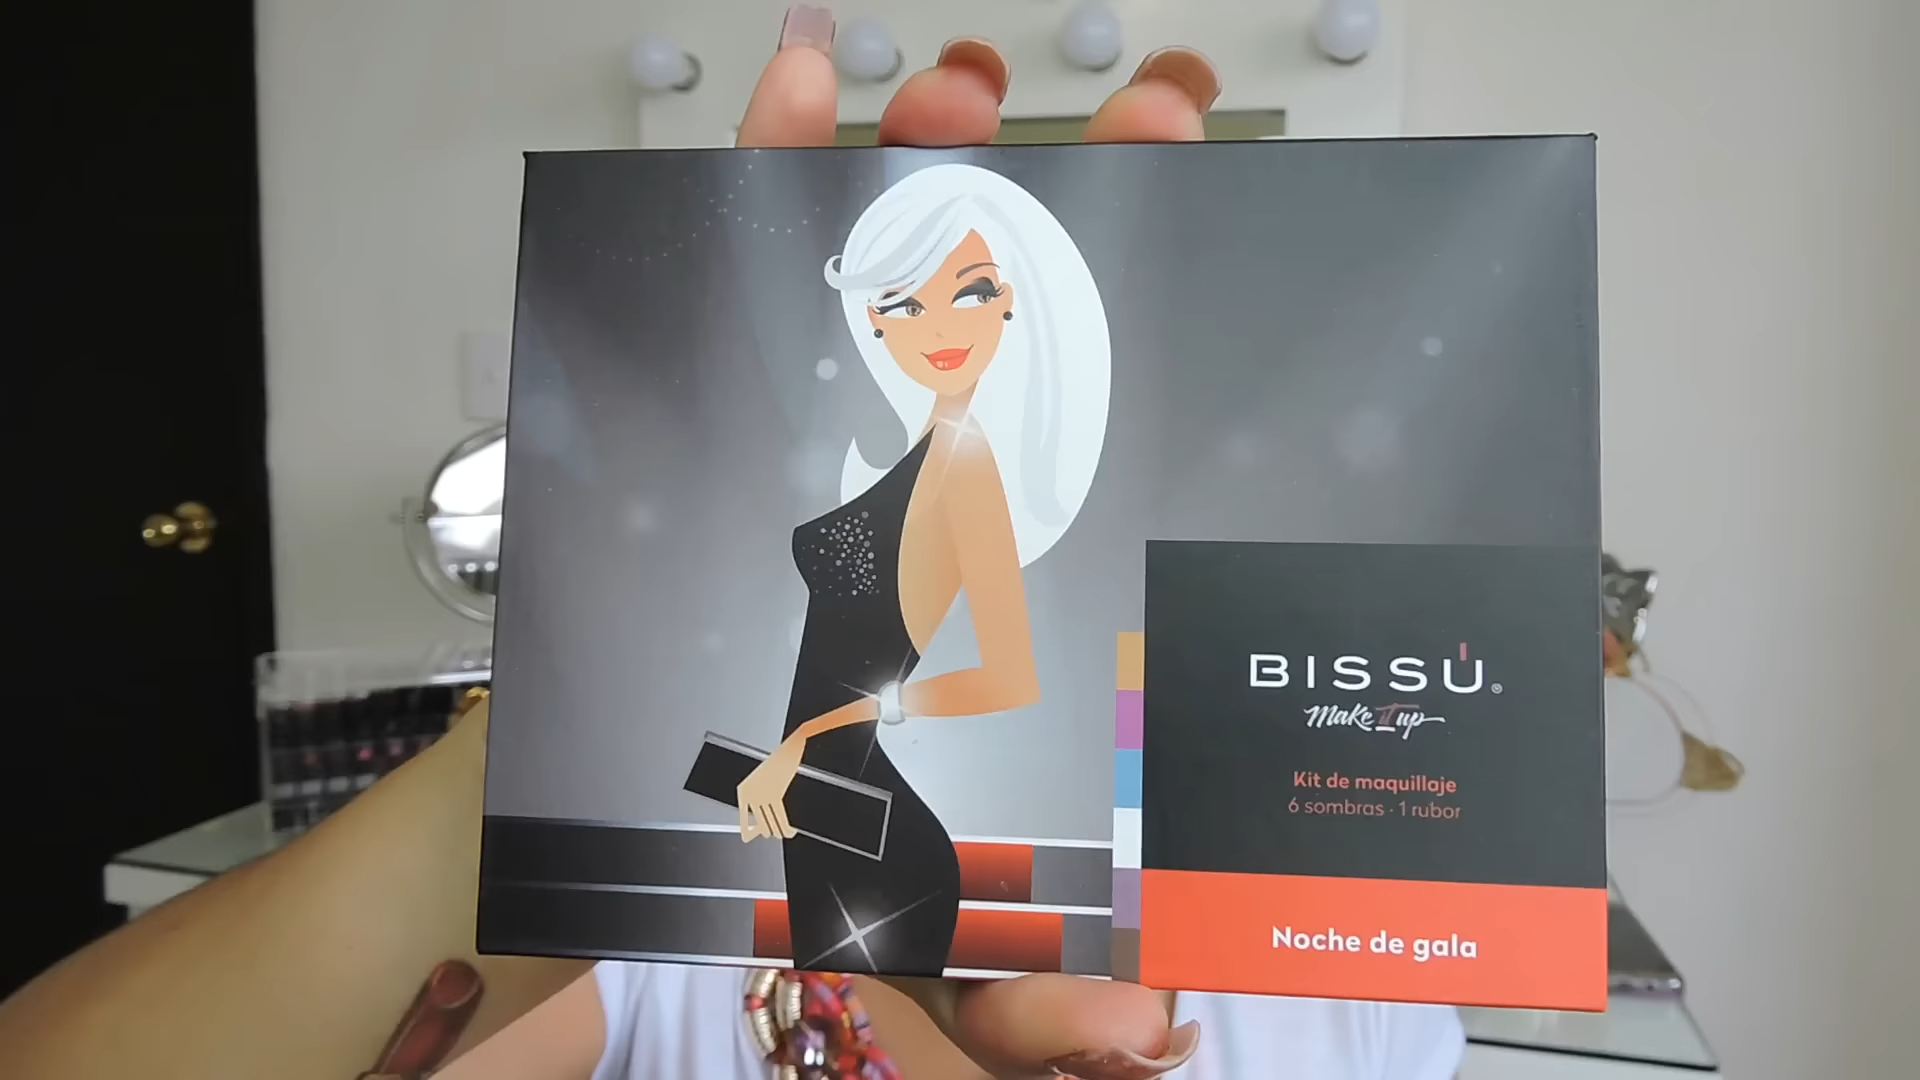 BISSÚ®
Make it up
Kit de maquillaje
6 sombras · 1 rubor
Noche de gala